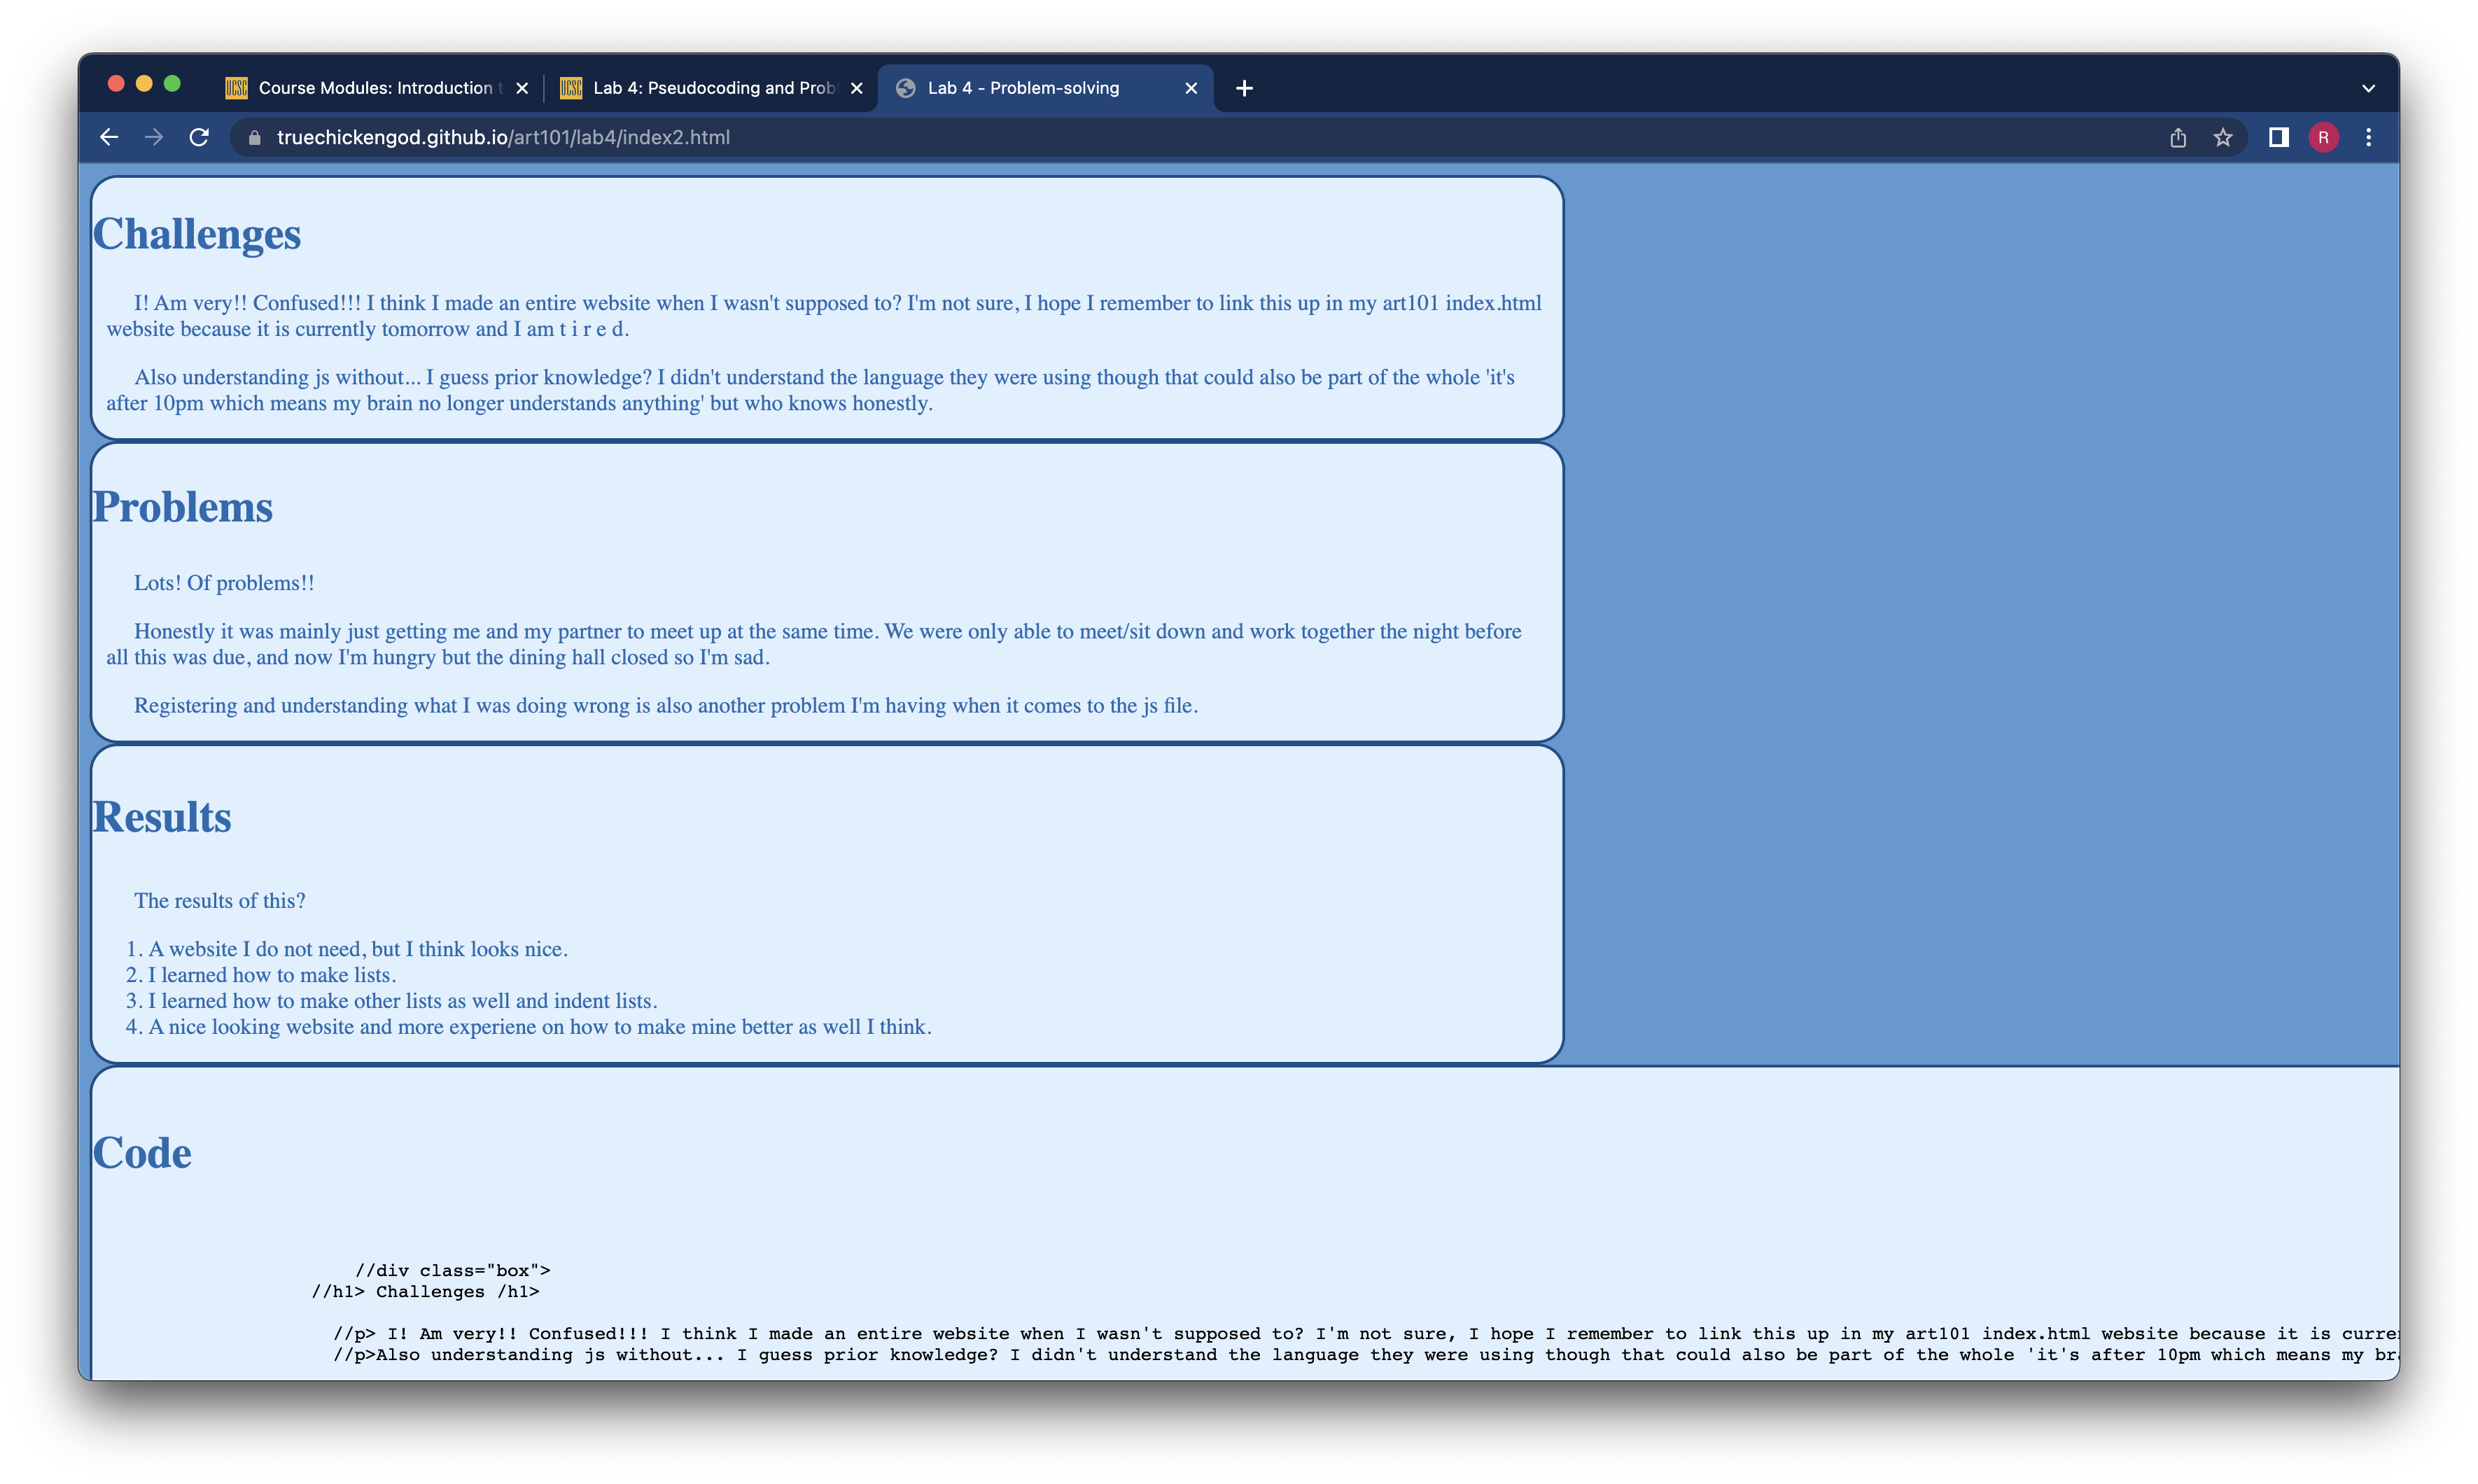 UCSC Course Modules: Introduction t
UCSC Lab 4: Pseudocoding and Prob
Lab 4 - Problem-solving
truechickengod.github.io/art101/lab4/index2.html
R
Challenges
I! Am very!! Confused!!! I think I made an entire website when I wasn't supposed to? I'm not sure, I hope I remember to link this up in my art101 index.html
website because it is currently tomorrow and I am t i r e d.
Also understanding js without... I guess prior knowledge? I didn't understand the language they were using though that could also be part of the whole 'it's
after 10pm which means my brain no longer understands anything' but who knows honestly.
Problems
Lots! Of problems!!
Honestly it was mainly just getting me and my partner to meet up at the same time. We were only able to meet/sit down and work together the night before
all this was due, and now I'm hungry but the dining hall closed so I'm sad.
Registering and understanding what I was doing wrong is also another problem I'm having when it comes to the js file.
Results
The results of this?
1. A website I do not need, but I think looks nice.
2. I learned how to make lists.
3. I learned how to make other lists as well and indent lists.
4. A nice looking website and more experiene on how to make mine better as well I think.
Code
//div class="box">
//h1> Challenges /h1>
//p> I! Am very!! Confused!!! I think I made an entire website when I wasn't supposed to? I'm not sure, I hope I remember to link this up in my art101 index.html website because it is curre
//p>Also understanding js without... I guess prior knowledge? I didn't understand the language they were using though that could also be part of the whole 'it's after 10pm which means my br